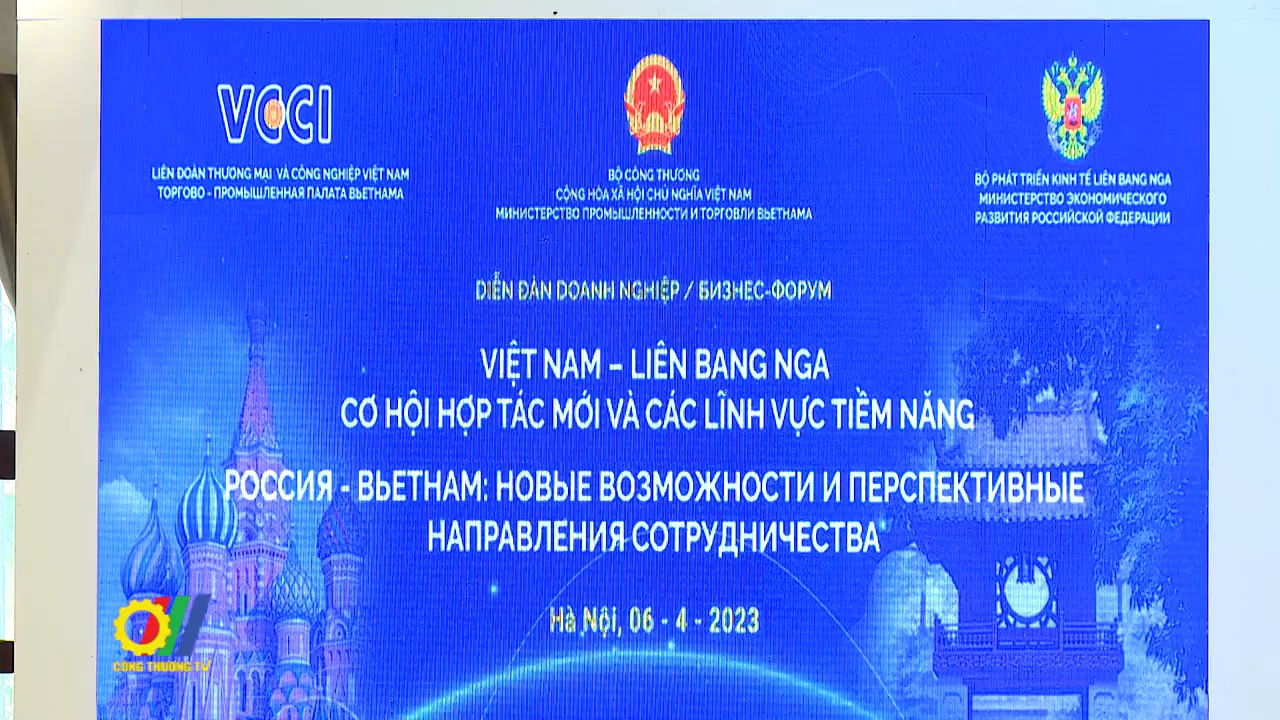 VCCI
LIÊN ĐOÀN THƯƠNG MẠI VÀ CÔNG NGHIỆP VIỆT NAM
ТОРГОВО - ПРОМЫШЛЕННАЯ ПАЛАТА ВЬЕТНАМА
BỘ CÔNG THƯƠNG
CỘNG HÒA XÃ HỘI CHỦ NGHĨA VIỆT NAM
МИНИСТЕРСТВО ПРОМЫШЛЕННОСТИ И ТОРГОВЛИ ВЬЕТНАМА
BỘ PHÁT TRIỂN KINH TẾ LIÊN BANG NGA
МИНИСТЕРСТВО ЭКОНОМИЧЕСКОГО
РАЗВИТИЯ РОССИЙСКОЙ ФЕДЕРАЦИИ
DIỄN ĐÀN DOANH NGHIỆP / БИЗНЕС-ФОРУМ
VIỆT NAM – LIÊN BANG NGA
CƠ HỘI HỢP TÁC MỚI VÀ CÁC LĨNH VỰC TIỀM NĂNG
РОССИЯ - ВЬЕТНАМ: НОВЫЕ ВОЗМОЖНОСТИ И ПЕРСПЕКТИВНЫЕ
НАПРАВЛЕНИЯ СОТРУДНИЧЕСТВА
Hà Nội, 06 - 4 - 2023
CÔNG THƯƠNG TV